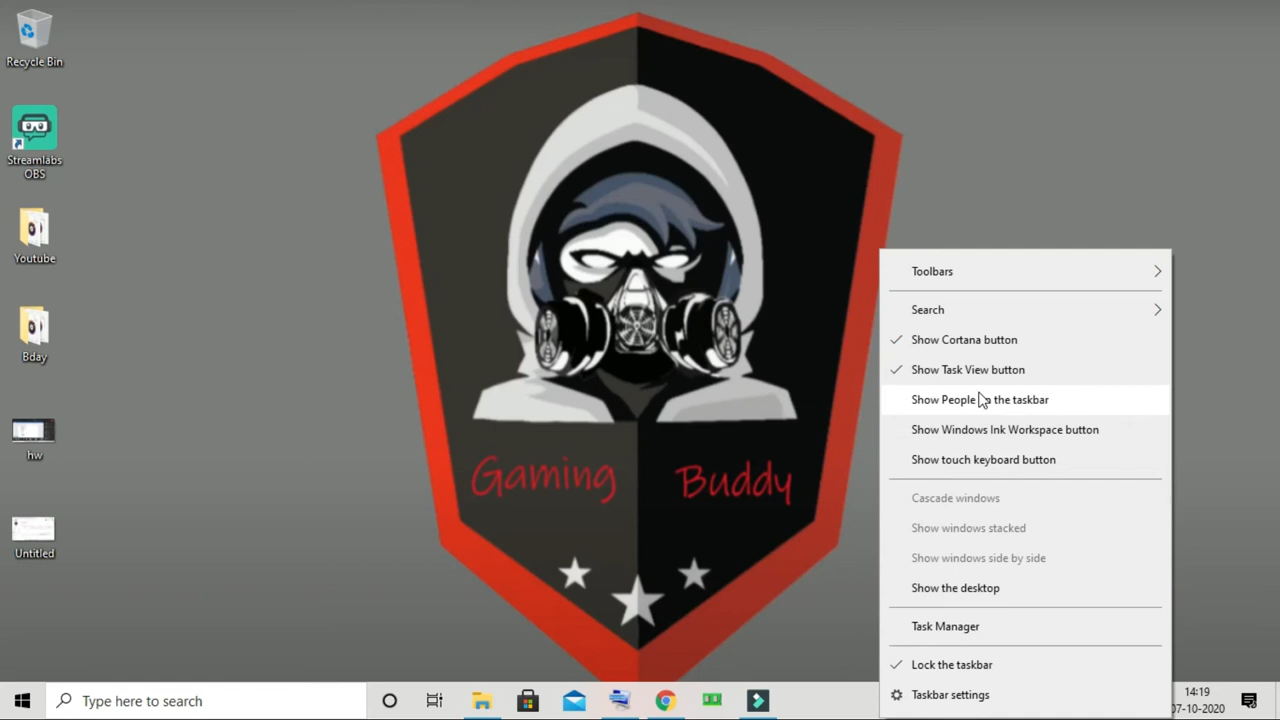 Recycle Bin
Streamlabs
OBS
Youtube
Bday
hw
Untitled
Gaming Buddy
Toolbars
Search
Show Cortana button
Show Task View button
Show People the taskbar
Show Windows Ink Workspace button
Show touch keyboard button
Cascade windows
Show windows stacked
Show windows side by side
Show the desktop
Task Manager
Lock the taskbar
Taskbar settings
Type here to search
14:19
07-10-2020